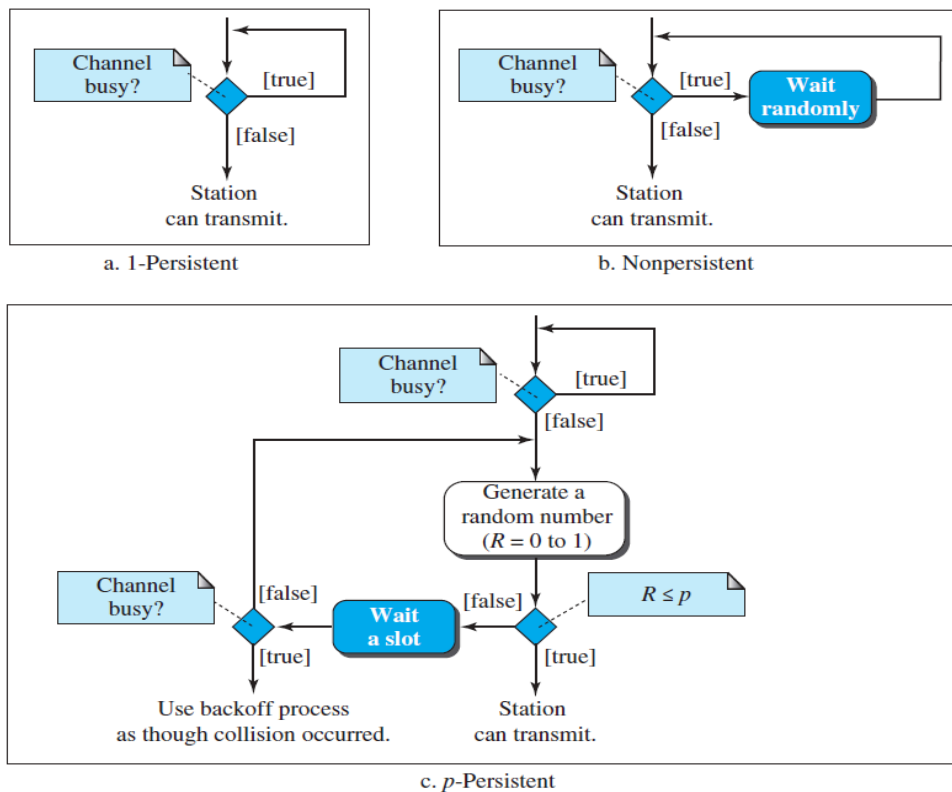 Channel
busy?
[true]
[false]
Station
can transmit.
a. 1-Persistent
Channel
busy?
[true]
Wait
randomly
[false]
Station
can transmit.
b. Nonpersistent
Channel
busy?
[true]
[false]
Generate a
random number
(R = 0 to 1)
Channel
busy?
[false]
Wait
a slot
[false]
R ≤ p
[true]
[true]
Use backoff process
as though collision occurred.
Station
can transmit.
c. p-Persistent